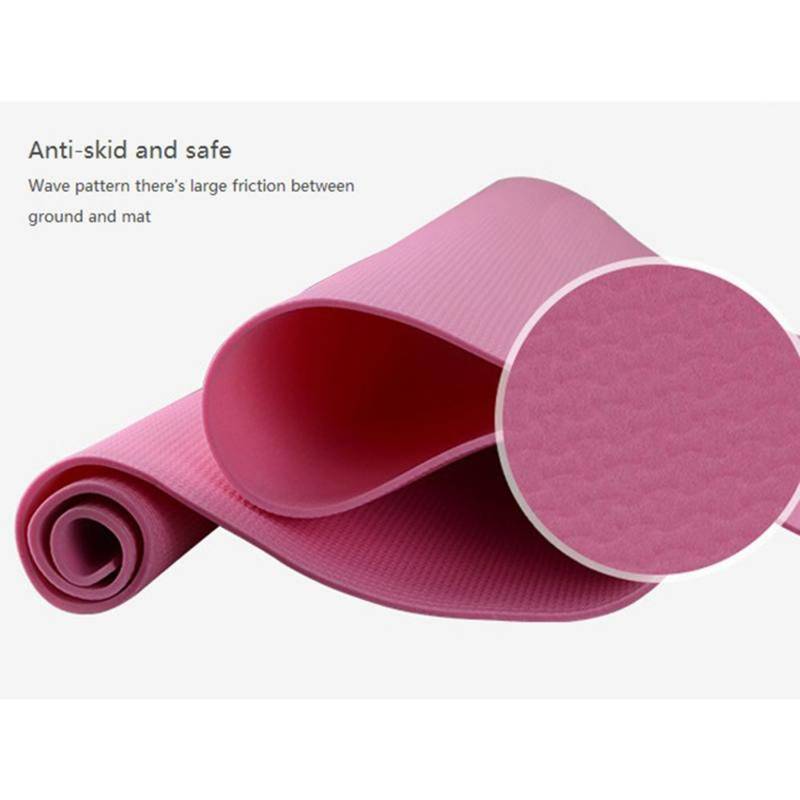 Anti-skid and safe
Wave pattern there's large friction between
ground and mat